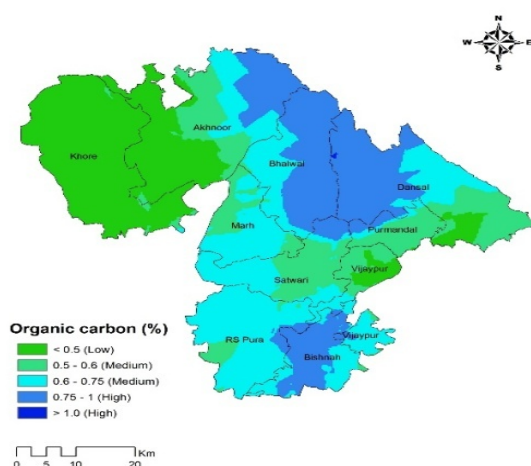 N
W E
S
Akhnoor
Khore
Bhalwal
Dansal
Marh
Purmandal
Vijaypur
Satwari
Organic carbon (%)
< 0.5 (Low)
0.5 - 0.6 (Medium)
0.6 - 0.75 (Medium)
0.75 - 1 (High)
> 1.0 (High)
RS Pura
Vijaypur
Bishnah
Km
0 5 10 20